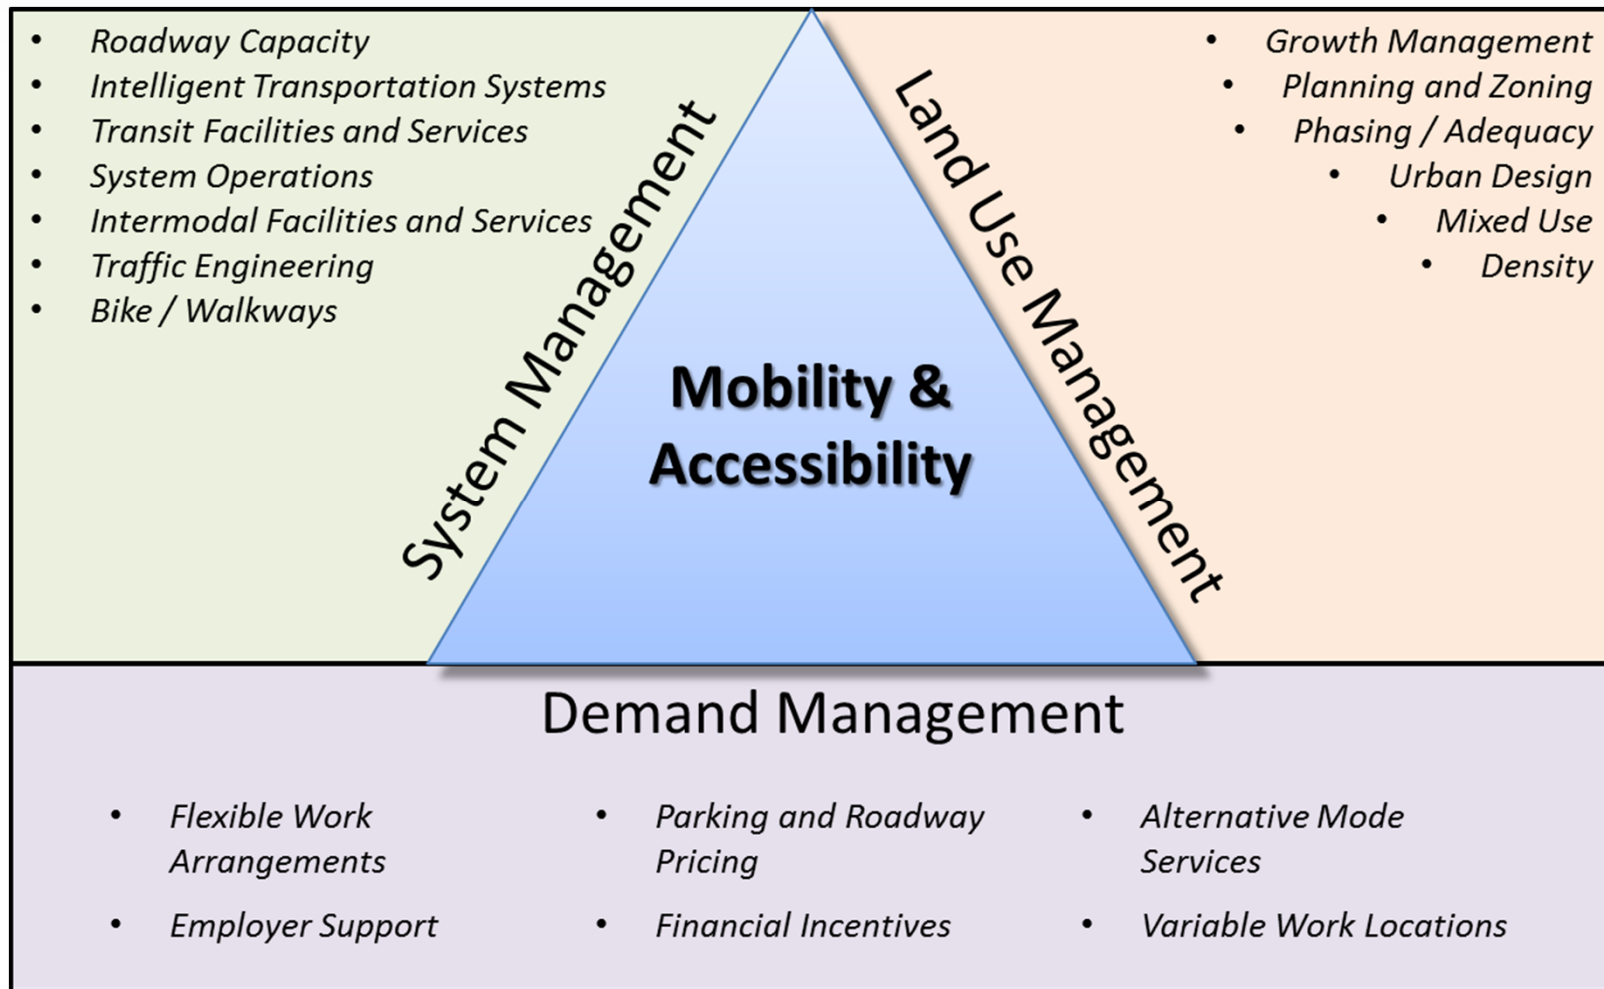 • Roadway Capacity
• Intelligent Transportation Systems
• Transit Facilities and Services
• System Operations
• Intermodal Facilities and Services
• Traffic Engineering
• Bike / Walkways
System Management
• Growth Management
• Planning and Zoning
• Phasing / Adequacy
• Urban Design
• Mixed Use
• Density
Land Use Management
Mobility &
Accessibility
Demand Management
• Flexible Work
Arrangements
• Employer Support
• Parking and Roadway
Pricing
• Financial Incentives
• Alternative Mode
Services
• Variable Work Locations